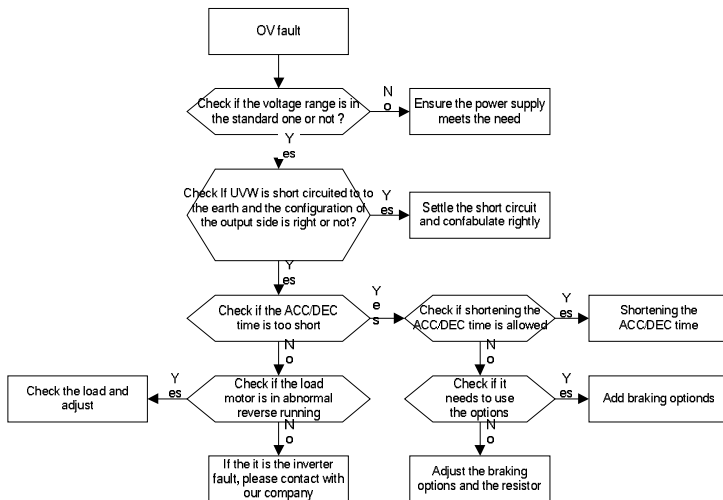 OV fault
Check if the voltage range is in
the standard one or not ?
N
o
Ensure the power supply
meets the need
Y
es
Check If UVW is short circuited to to
the earth and the configuration of
the output side is right or not?
Y
es
Settle the short circuit
and confabulate rightly
Y
es
Check if the ACC/DEC
time is too short
Y
e
s
Check if shortening the
ACC/DEC time is allowed
Y
es
Shortening the
ACC/DEC time
N
o
N
o
Check the load and
adjust
Y
es
Check if the load
motor is in abnormal
reverse running
Check if it
needs to use
the options
Y
es
Add braking optionds
N
o
N
o
If the it is the inverter
fault, please contact with
our company
Adjust the braking
options and the resistor